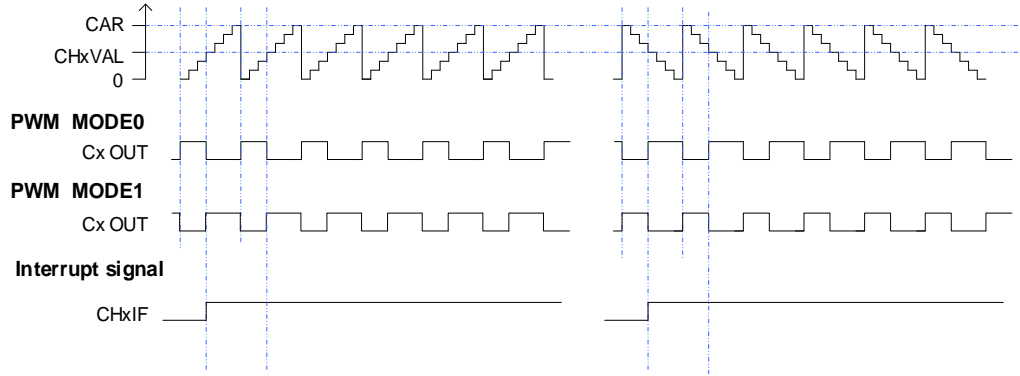 CAR
CHxVAL
0
PWM MODE0
Cx OUT
PWM MODE1
Cx OUT
Interrupt signal
CHxIF